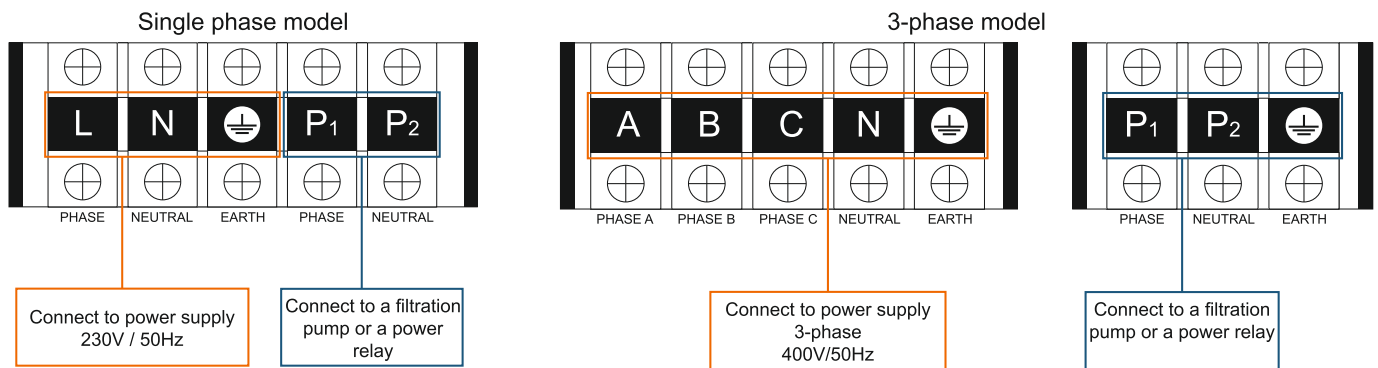 Single phase model
3-phase model
L N P1 P2
A B C N
P1 P2
PHASE NEUTRAL EARTH PHASE NEUTRAL
PHASE A PHASE B PHASE C NEUTRAL EARTH
PHASE NEUTRAL EARTH
Connect to power supply
230V / 50Hz
Connect to a filtration
pump or a power
relay
Connect to power supply
3-phase
400V/50Hz
Connect to a filtration
pump or a power relay